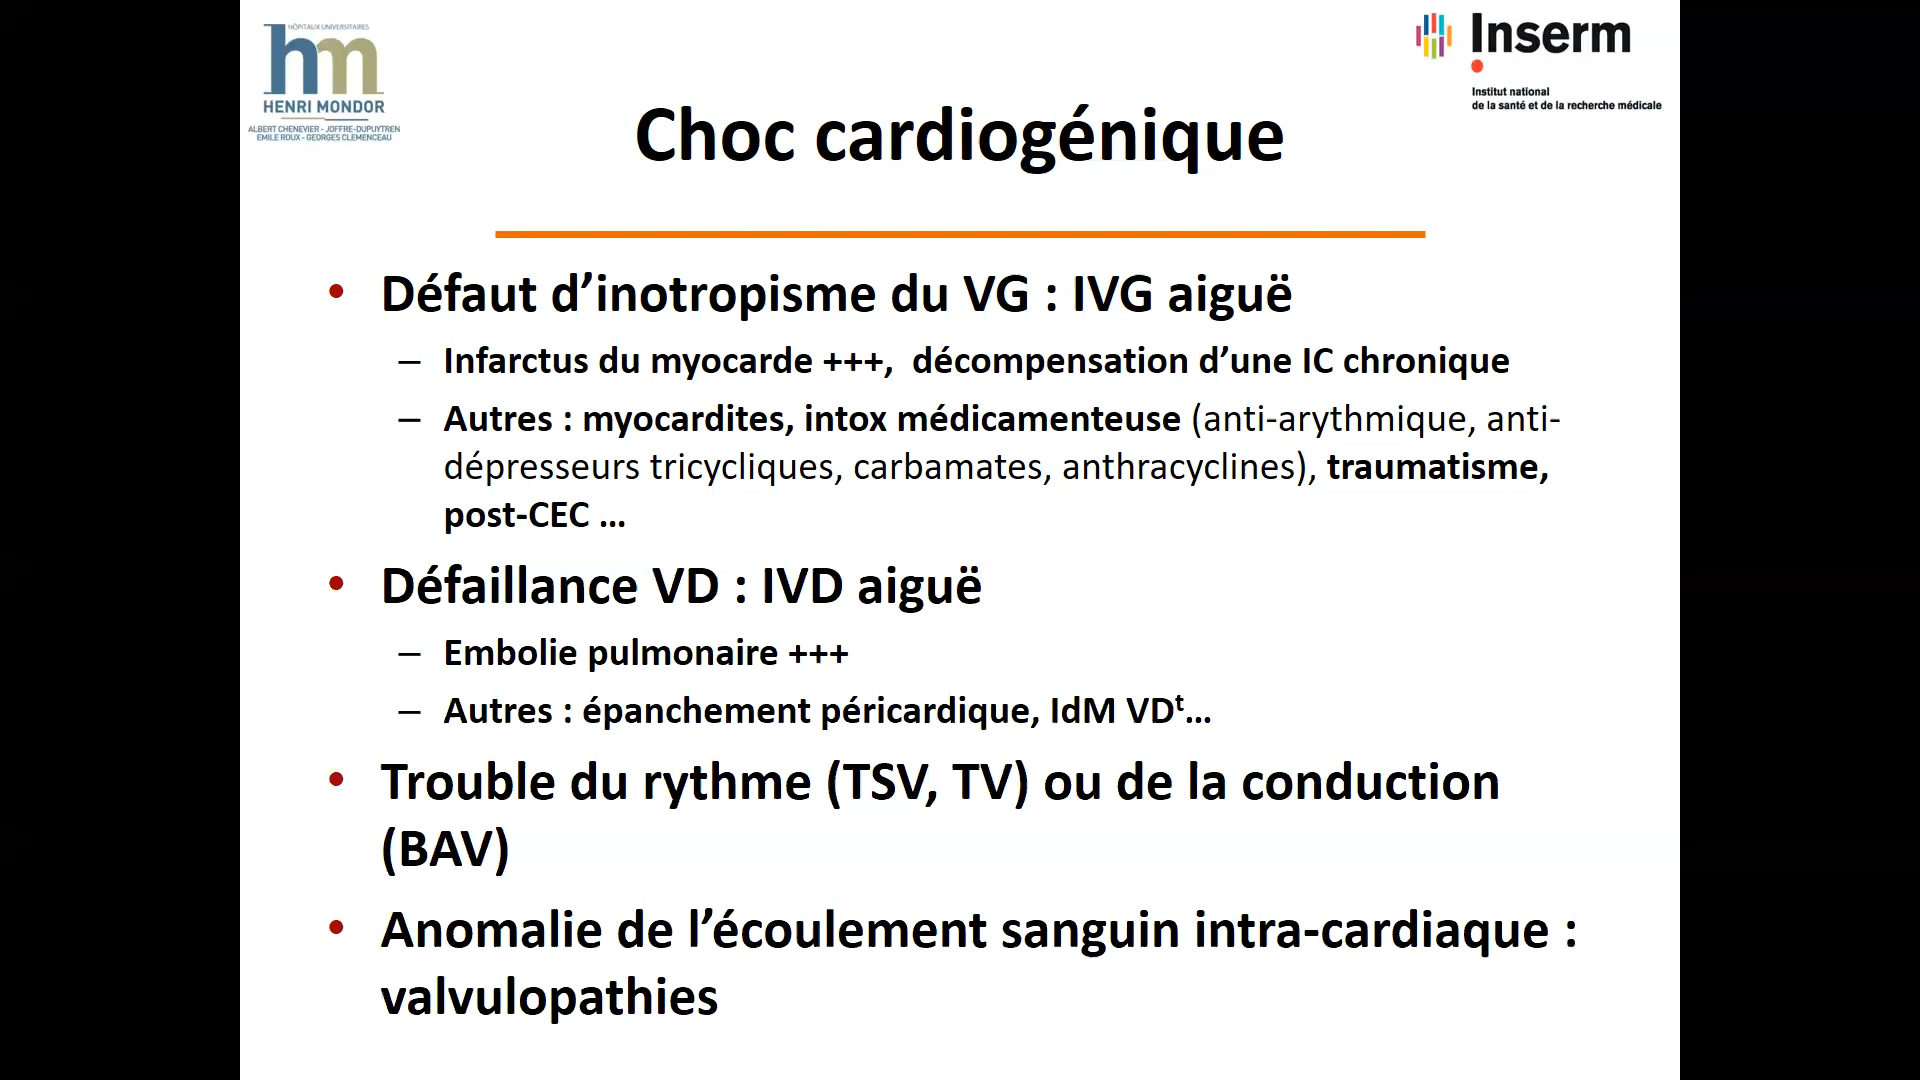 HÔPITAUX UNIVERSITAIRES
hm
HENRI MONDOR
ALBERT CHENEVIER - JOFFRE-DUPUYTREN
EMILE ROUX - GEORGES CLEMENCEAU
Inserm
Institut national
de la santé et de la recherche médicale
Choc cardiogénique
• Défaut d’inotropisme du VG : IVG aiguë
– Infarctus du myocarde +++, décompensation d’une IC chronique
– Autres : myocardites, intox médicamenteuse (anti-arythmique, anti-
dépresseurs tricycliques, carbamates, anthracyclines), traumatisme,
post-CEC ...
• Défaillance VD : IVD aiguë
– Embolie pulmonaire +++
– Autres : épanchement péricardique, IdM VDᵗ...
• Trouble du rythme (TSV, TV) ou de la conduction
(BAV)
• Anomalie de l’écoulement sanguin intra-cardiaque :
valvulopathies